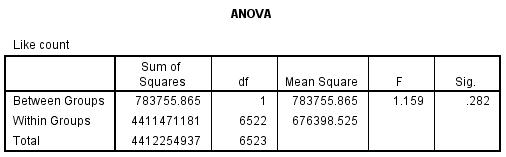 ANOVA
Like count
Sum of Squares df Mean Square F Sig.
Between Groups 783755.865 1 783755.865 1.159 .282
Within Groups 4411471181 6522 676398.525
Total 4412254937 6523